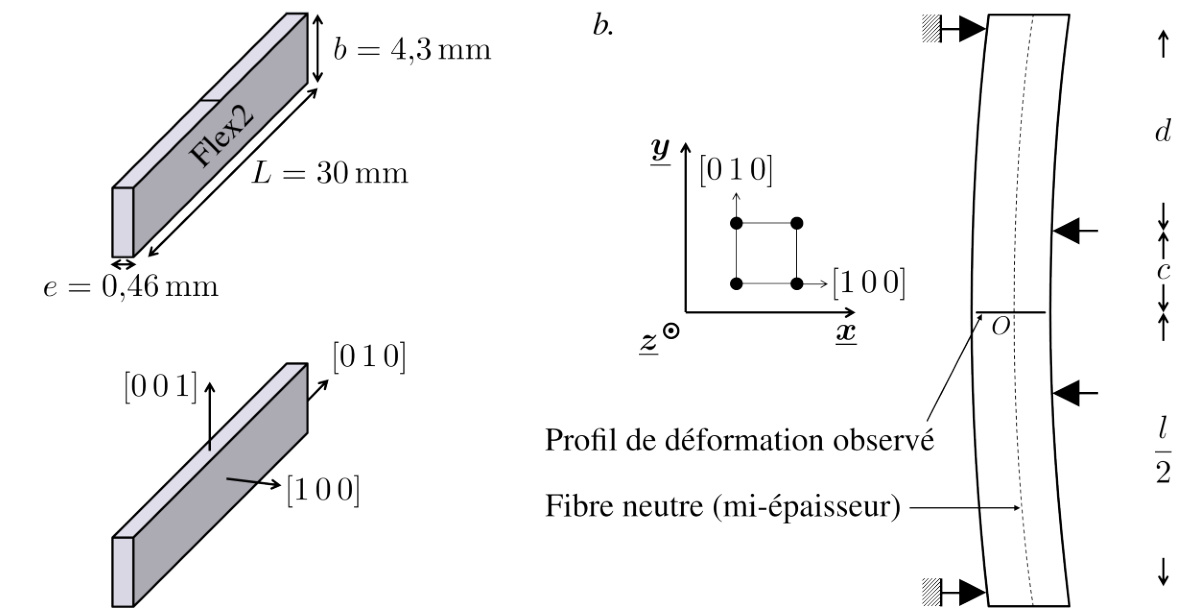 b = 4,3 mm
Flex2
L = 30 mm
e = 0,46 mm
[0 0 1]
[0 1 0]
[1 0 0]
b.
y
[0 1 0]
[1 0 0]
z
x
O
Profil de déformation observé
Fibre neutre (mi-épaisseur)
d
c
l
2